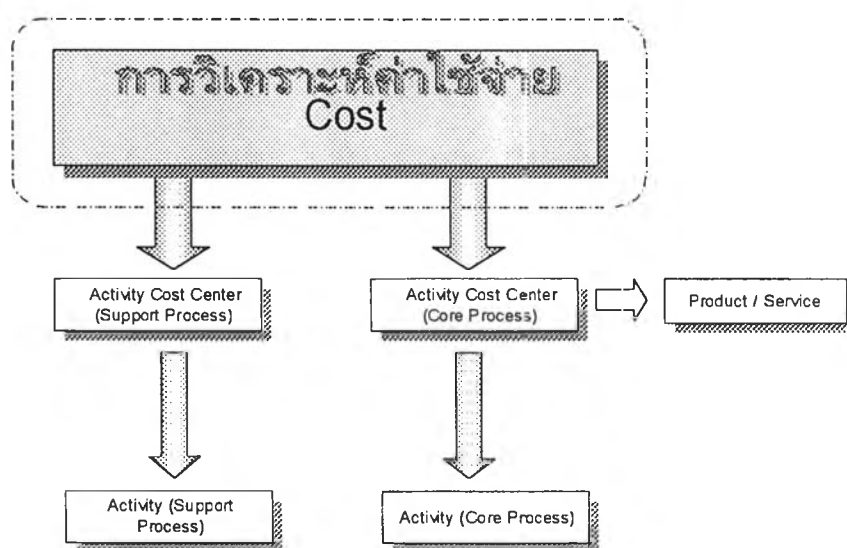 การวิเคราะห์ค่าใช้จ่าย
Cost
Activity Cost Center
(Support Process)
Activity Cost Center
(Core Process)
Product / Service
Activity (Support
Process)
Activity (Core Process)